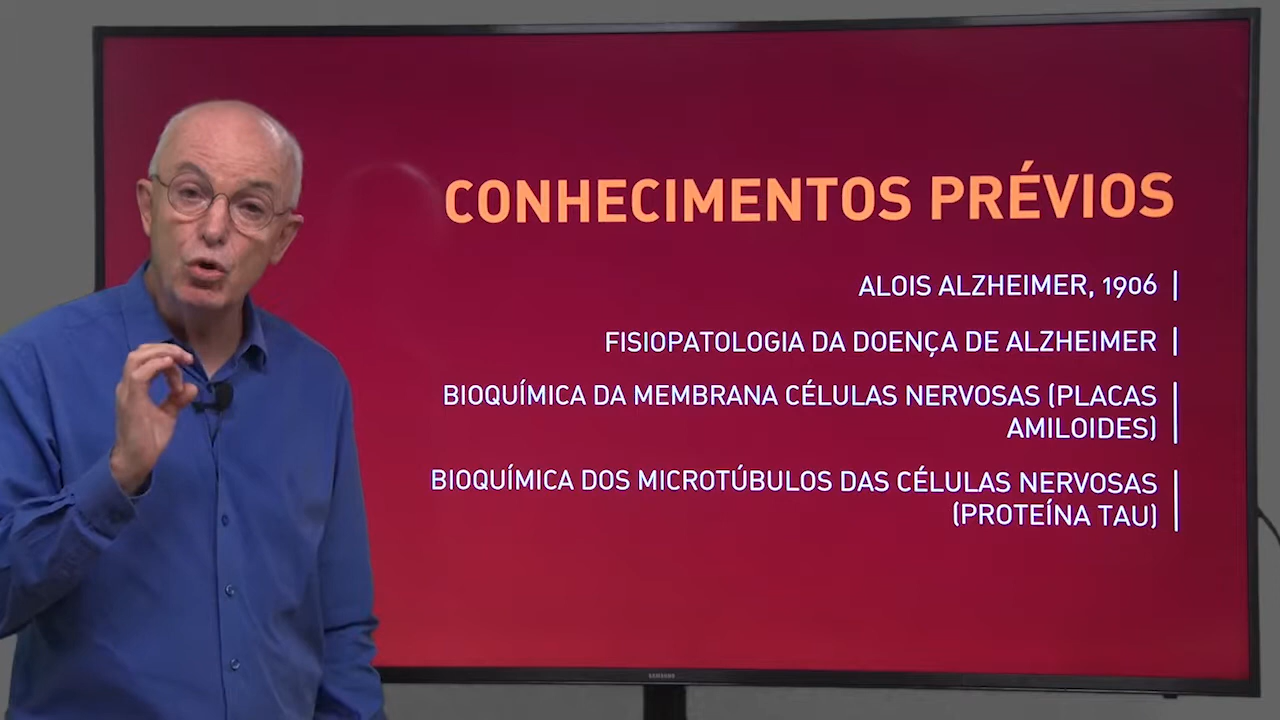 CONHECIMENTOS PRÉVIOS
ALOIS ALZHEIMER, 1906
FISIOPATOLOGIA DA DOENÇA DE ALZHEIMER
BIOQUÍMICA DA MEMBRANA CÉLULAS NERVOSAS (PLACAS
AMILOIDES)
BIOQUÍMICA DOS MICROTÚBULOS DAS CÉLULAS NERVOSAS
(PROTEÍNA TAU)
SAMSUNG